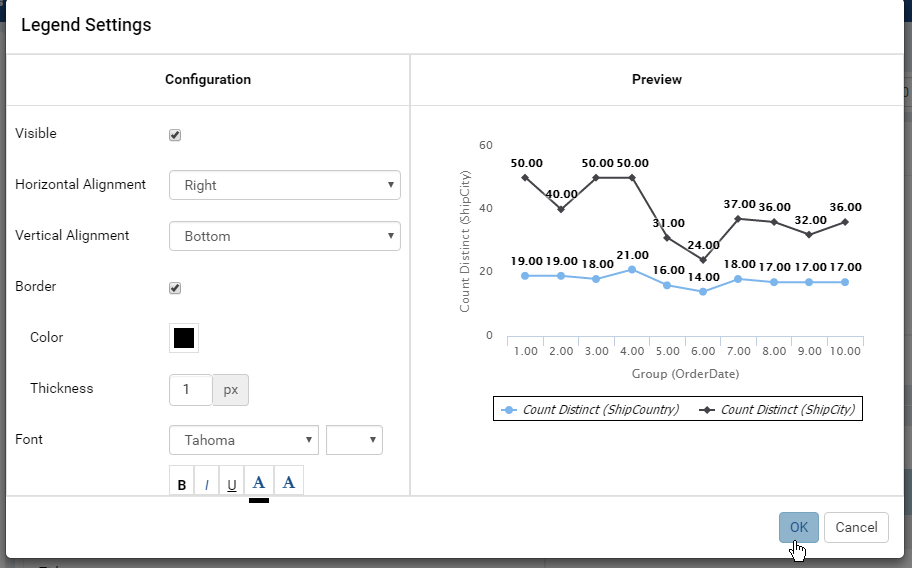 Legend Settings
Configuration
Visible
Horizontal Alignment Right
Vertical Alignment Bottom
Border
Color
Thickness 1 px
Font Tahoma
B I U A A
Preview
Count Distinct (ShipCity)
60
40
20
0
50.00 40.00 50.00 50.00 31.00 24.00 37.00 36.00 32.00 36.00
19.00 19.00 18.00 21.00 16.00 14.00 18.00 17.00 17.00 17.00
1.00 2.00 3.00 4.00 5.00 6.00 7.00 8.00 9.00 10.00
Group (OrderDate)
Count Distinct (ShipCountry) Count Distinct (ShipCity)
OK Cancel